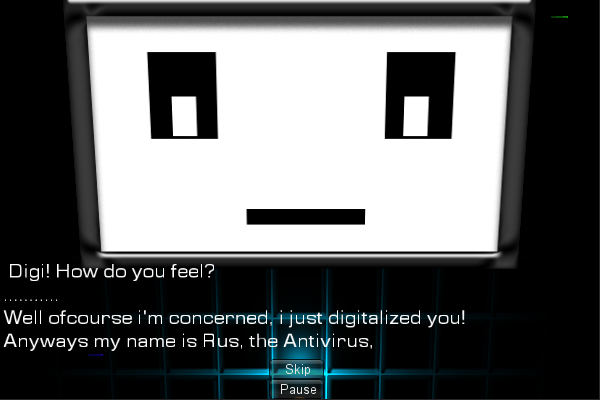 Digi! How do you feel?
...........
Well ofcourse i'm concerned, i just digitalized you!
Anyways my name is Rus, the Antivirus,
Skip
Pause